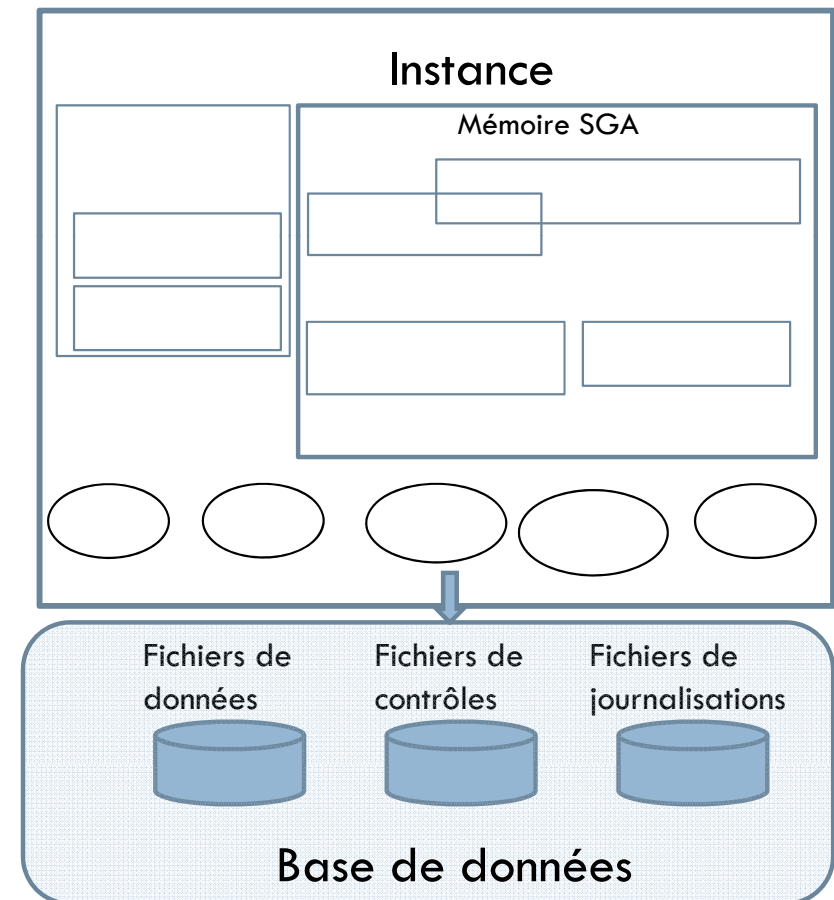 Instance
Mémoire SGA
Fichiers de
données
Fichiers de
contrôles
Fichiers de
journalisations
Base de données